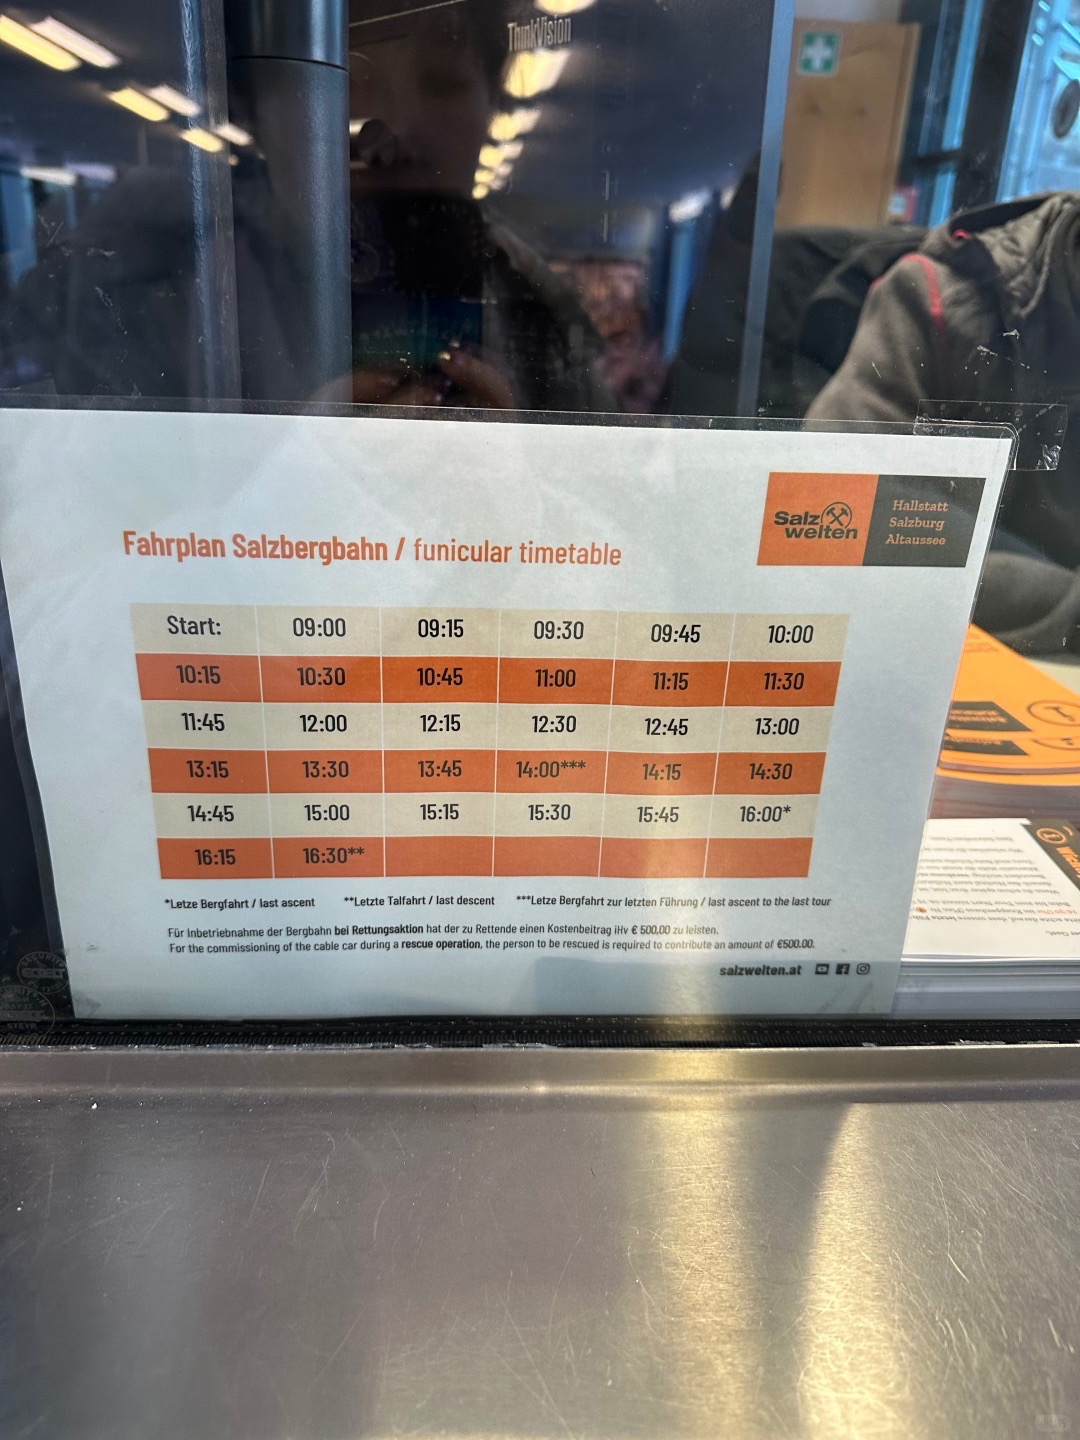 ThinkVision
Salz
welten
Hallstatt
Salzburg
Altaussee
Fahrplan Salzbergbahn / funicular timetable
Start: 09:00 09:15 09:30 09:45 10:00
10:15 10:30 10:45 11:00 11:15 11:30
11:45 12:00 12:15 12:30 12:45 13:00
13:15 13:30 13:45 14:00*** 14:15 14:30
14:45 15:00 15:15 15:30 15:45 16:00*
16:15 16:30**
*Letze Bergfahrt / last ascent **Letzte Talfahrt / last descent ***Letze Bergfahrt zur letzten Führung / last ascent to the last tour
Für Inbetriebnahme der Bergbahn bei Rettungsaktion hat der zu Rettende einen Kostenbeitrag iHv € 500,00 zu leisten.
For the commissioning of the cable car during a rescue operation, the person to be rescued is required to contribute an amount of €500.00.
salzwelten.at